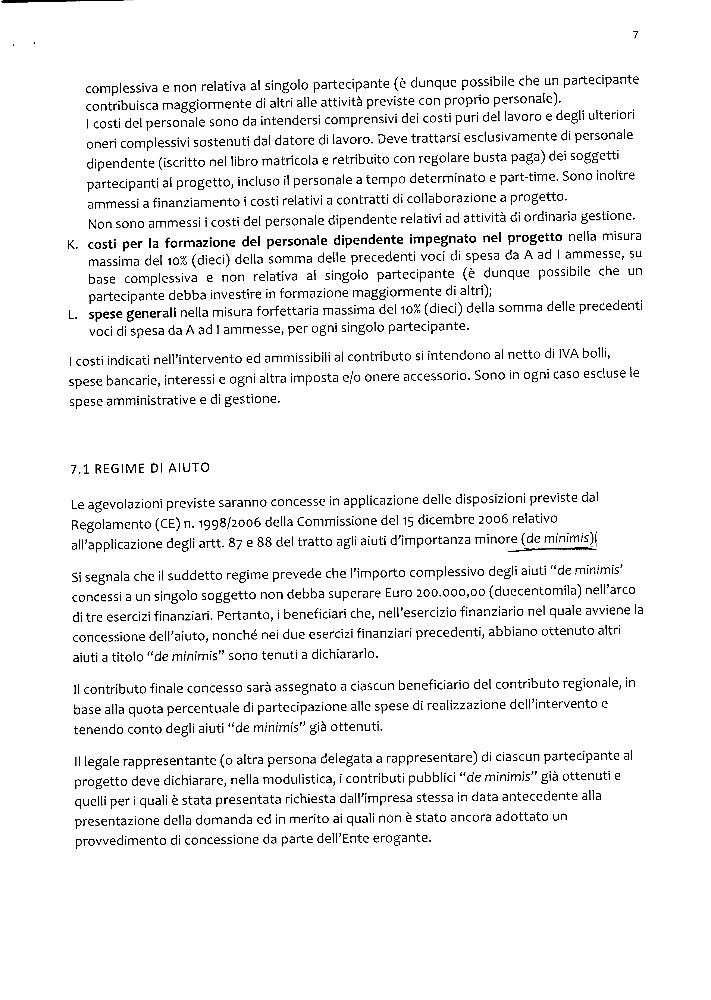 7
complessiva e non relativa al singolo partecipante (è dunque possibile che un partecipante
contribuisca maggiormente di altri alle attività previste con proprio personale).
I costi del personale sono da intendersi comprensivi dei costi puri del lavoro e degli ulteriori
oneri complessivi sostenuti dal datore di lavoro. Deve trattarsi esclusivamente di personale
dipendente (iscritto nel libro matricola e retribuito con regolare busta paga) dei soggetti
partecipanti al progetto, incluso il personale a tempo determinato e part-time. Sono inoltre
ammessi a finanziamento i costi relativi a contratti di collaborazione a progetto.
Non sono ammessi i costi del personale dipendente relativi ad attività di ordinaria gestione.
K. costi per la formazione del personale dipendente impegnato nel progetto nella misura
massima del 10% (dieci) della somma delle precedenti voci di spesa da A ad I ammesse, su
base complessiva e non relativa al singolo partecipante (è dunque possibile che un
partecipante debba investire in formazione maggiormente di altri);
L. spese generali nella misura forfettaria massima del 10% (dieci) della somma delle precedenti
voci di spesa da A ad I ammesse, per ogni singolo partecipante.
I costi indicati nell'intervento ed ammissibili al contributo si intendono al netto di IVA bolli,
spese bancarie, interessi e ogni altra imposta e/o onere accessorio. Sono in ogni caso escluse le
spese amministrative e di gestione.
7.1 REGIME DI AIUTO
Le agevolazioni previste saranno concesse in applicazione delle disposizioni previste dal
Regolamento (CE) n. 1998/2006 della Commissione del 15 dicembre 2006 relativo
all'applicazione degli artt. 87 e 88 del tratto agli aiuti d'importanza minore (de minimis)(
Si segnala che il suddetto regime prevede che l'importo complessivo degli aiuti "de minimis'
concessi a un singolo soggetto non debba superare Euro 200.000,00 (duecentomila) nell'arco
di tre esercizi finanziari. Pertanto, i beneficiari che, nell'esercizio finanziario nel quale avviene la
concessione dell'aiuto, nonché nei due esercizi finanziari precedenti, abbiano ottenuto altri
aiuti a titolo "de minimis" sono tenuti a dichiararlo.
Il contributo finale concesso sarà assegnato a ciascun beneficiario del contributo regionale, in
base alla quota percentuale di partecipazione alle spese di realizzazione dell'intervento e
tenendo conto degli aiuti "de minimis" già ottenuti.
Il legale rappresentante (o altra persona delegata a rappresentare) di ciascun partecipante al
progetto deve dichiarare, nella modulistica, i contributi pubblici "de minimis" già ottenuti e
quelli per i quali è stata presentata richiesta dall'impresa stessa in data antecedente alla
presentazione della domanda ed in merito ai quali non è stato ancora adottato un
provvedimento di concessione da parte dell'Ente erogante.